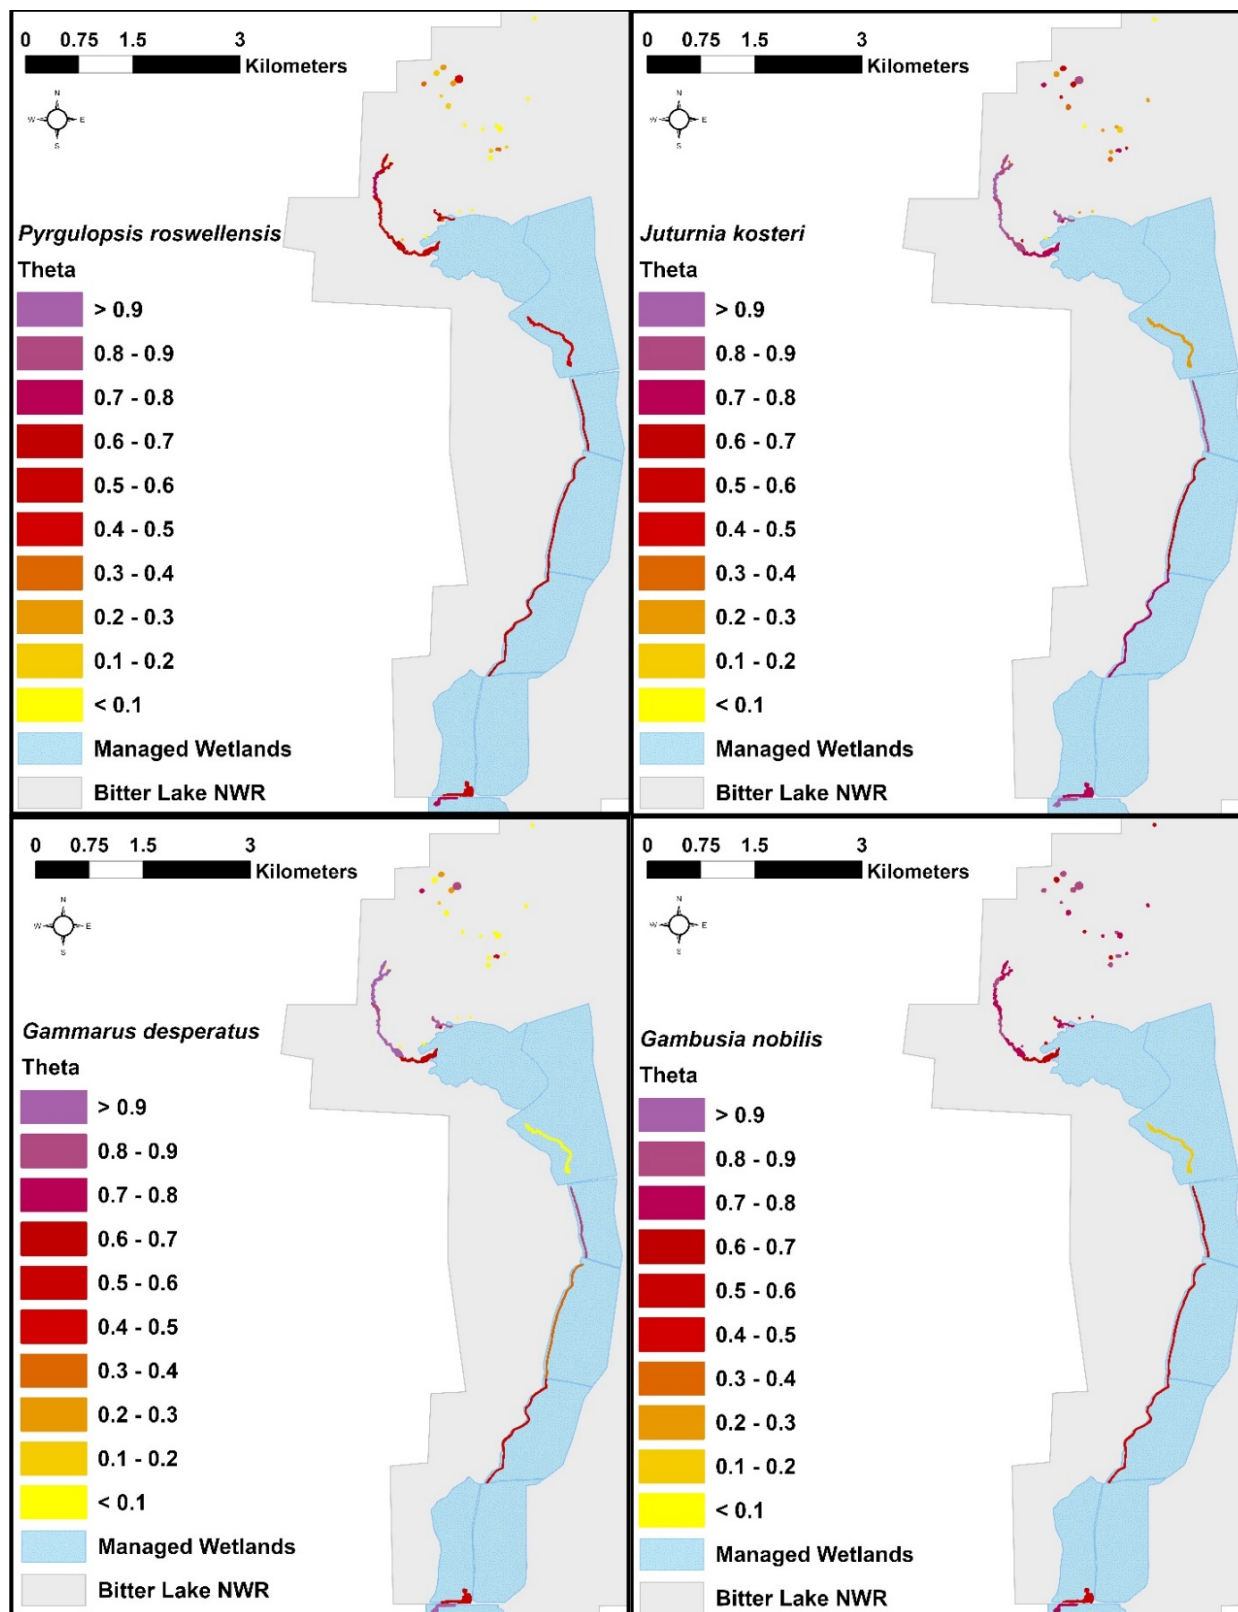 0 0.75 1.5 3
Kilometers
N
W E
S
Pyrgulopsis roswellensis
Theta
> 0.9
0.8 - 0.9
0.7 - 0.8
0.6 - 0.7
0.5 - 0.6
0.4 - 0.5
0.3 - 0.4
0.2 - 0.3
0.1 - 0.2
< 0.1
Managed Wetlands
Bitter Lake NWR
0 0.75 1.5 3
Kilometers
N
W E
S
Juturnia kosteri
Theta
> 0.9
0.8 - 0.9
0.7 - 0.8
0.6 - 0.7
0.5 - 0.6
0.4 - 0.5
0.3 - 0.4
0.2 - 0.3
0.1 - 0.2
< 0.1
Managed Wetlands
Bitter Lake NWR
0 0.75 1.5 3
Kilometers
N
W E
S
Gammarus desperatus
Theta
> 0.9
0.8 - 0.9
0.7 - 0.8
0.6 - 0.7
0.5 - 0.6
0.4 - 0.5
0.3 - 0.4
0.2 - 0.3
0.1 - 0.2
< 0.1
Managed Wetlands
Bitter Lake NWR
0 0.75 1.5 3
Kilometers
N
W E
S
Gambusia nobilis
Theta
> 0.9
0.8 - 0.9
0.7 - 0.8
0.6 - 0.7
0.5 - 0.6
0.4 - 0.5
0.3 - 0.4
0.2 - 0.3
0.1 - 0.2
< 0.1
Managed Wetlands
Bitter Lake NWR